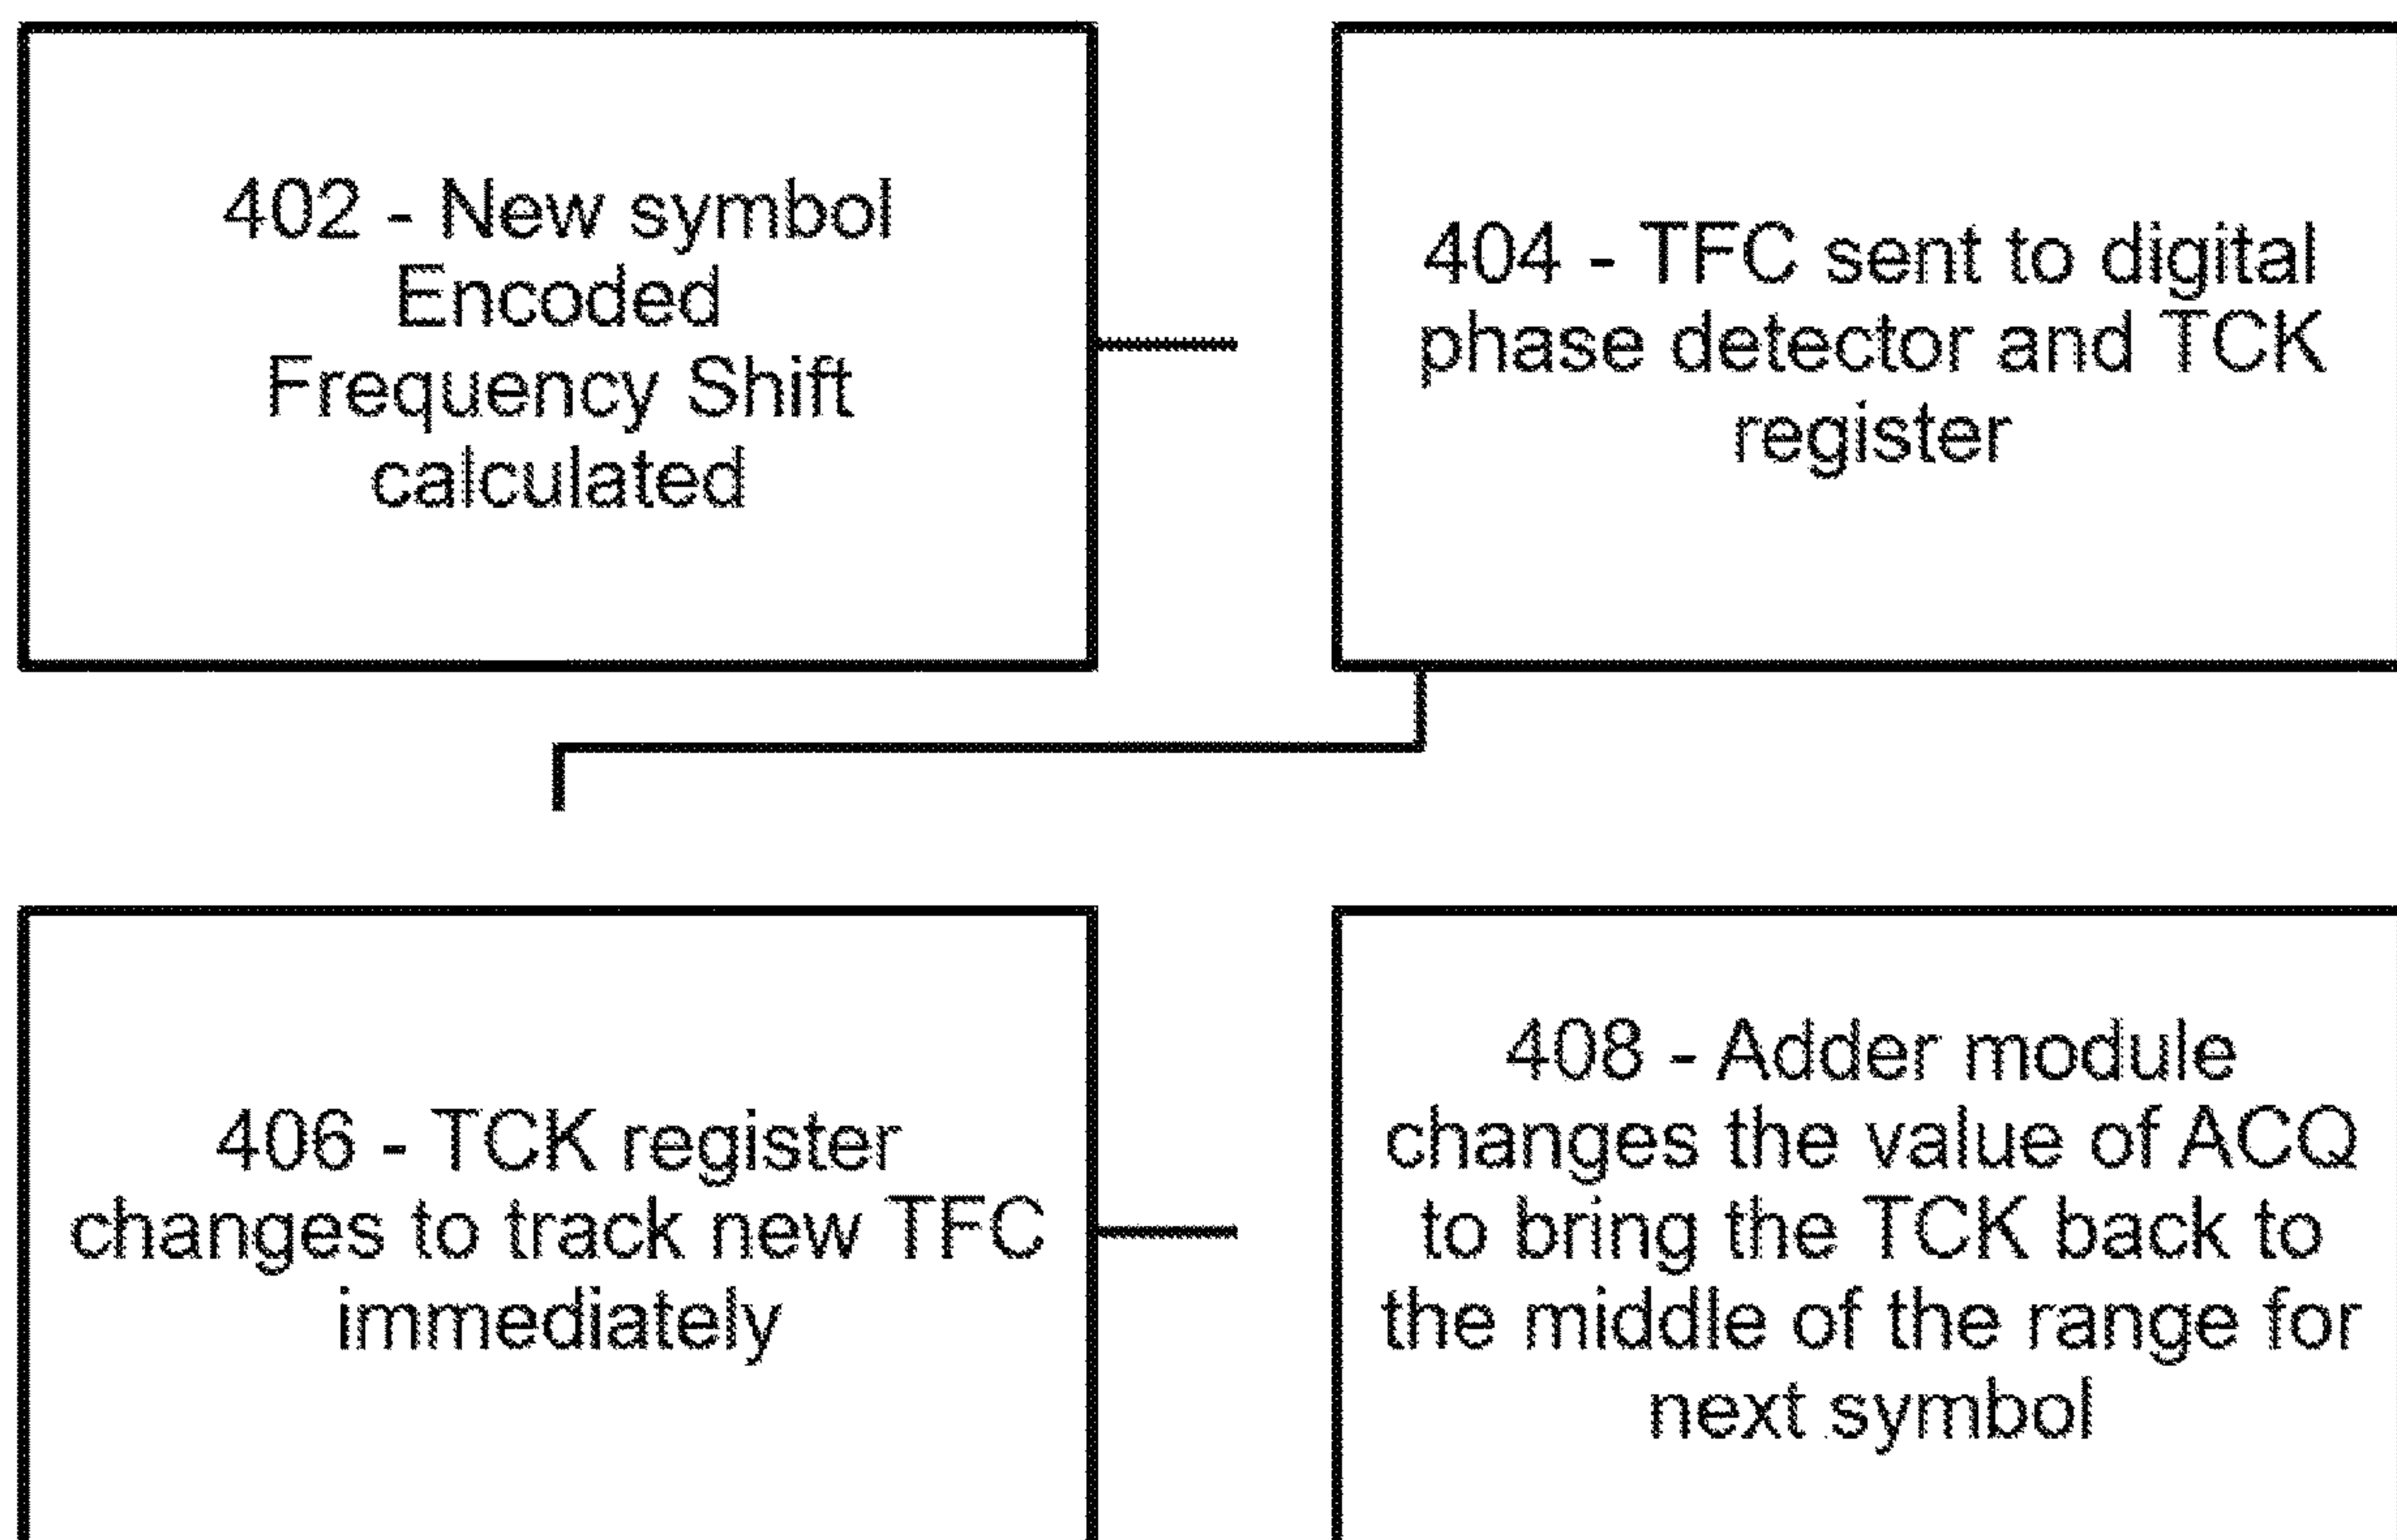 402 - New symbol
Encoded
Frequency Shift
calculated
404 - TFC sent to digital
phase detector and TCK
register
406 - TCK register
changes to track new TFC
immediately
408 - Adder module
changes the value of ACQ
to bring the TCK back to
the middle of the range for
next symbol